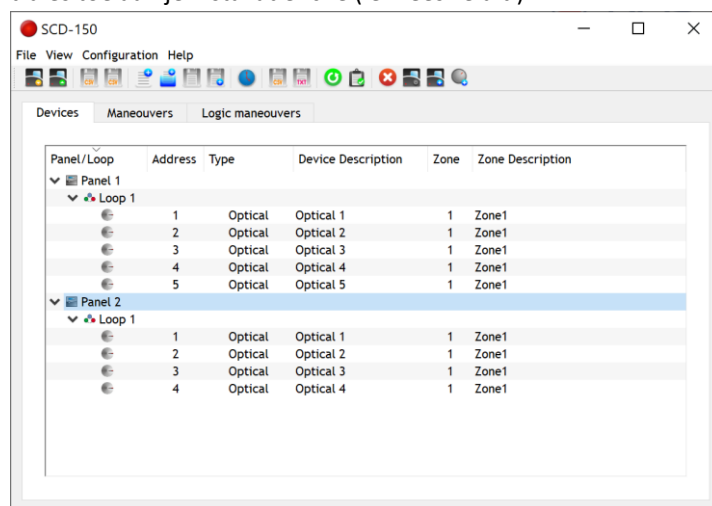 SCD-150
File View Configuration Help
Devices Maneouvers Logic maneouvers
Panel/Loop Address Type Device Description Zone Zone Description
Panel 1
Loop 1
1 Optical Optical 1 1 Zone1
2 Optical Optical 2 1 Zone1
3 Optical Optical 3 1 Zone1
4 Optical Optical 4 1 Zone1
5 Optical Optical 5 1 Zone1
Panel 2
Loop 1
1 Optical Optical 1 1 Zone1
2 Optical Optical 2 1 Zone1
3 Optical Optical 3 1 Zone1
4 Optical Optical 4 1 Zone1